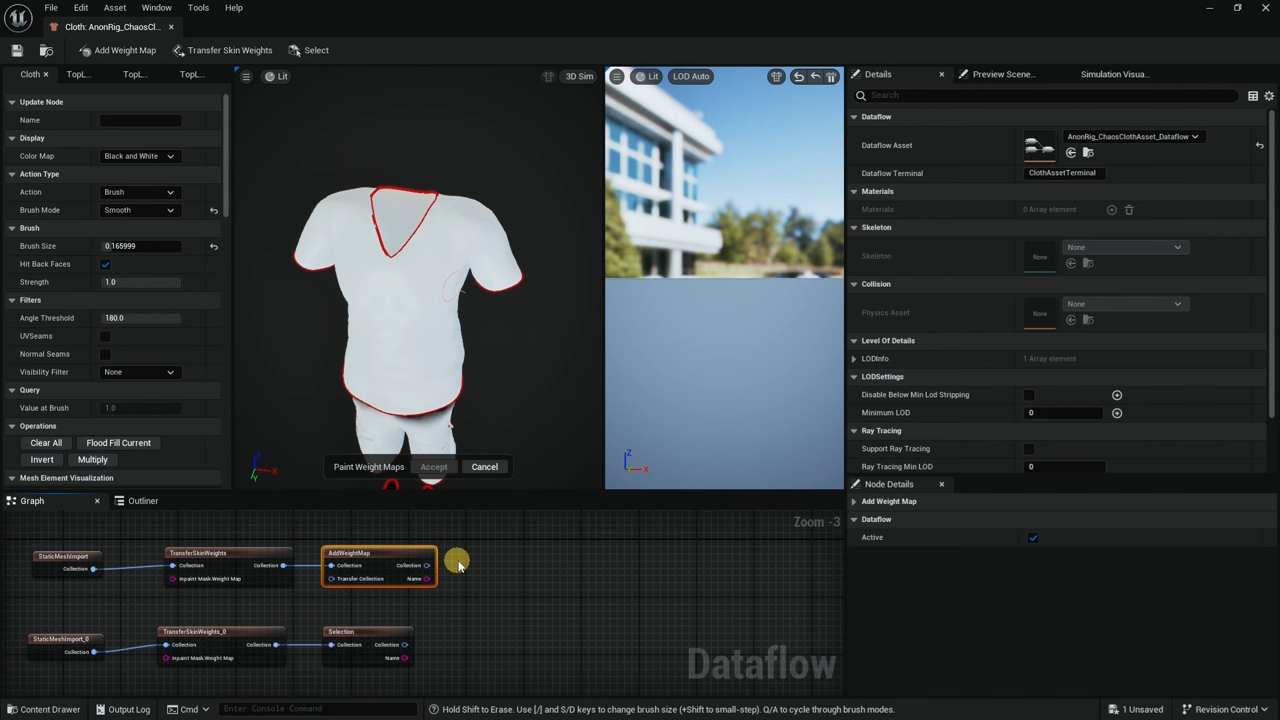 File Edit Asset Window Tools Help
Cloth: AnonRig_ChaosCl...
Add Weight Map Transfer Skin Weights Select
Cloth TopL... TopL... TopL...
Update Node
Name
Display
Color Map Black and White
Action Type
Action Brush
Brush Mode Smooth
Brush
Brush Size 0.165999
Hit Back Faces
Strength 1.0
Filters
Angle Threshold 180.0
UVSeams
Normal Seams
Visibility Filter None
Query
Value at Brush 1.0
Operations
Clear All Flood Fill Current
Invert Multiply
Mesh Element Visualization
Lit 3D Sim
Z X Y
Paint Weight Maps Accept Cancel
Lit LOD Auto
Z X
Details Preview Scene... Simulation Visua...
Search
Dataflow
Dataflow Asset AnonRig_ChaosClothAsset_Dataflow
Dataflow Terminal ClothAssetTerminal
Materials
Materials 0 Array element
Skeleton
Skeleton None None
Collision
Physics Asset None None
Level Of Details
LODInfo 1 Array element
LODSettings
Disable Below Min Lod Stripping
Minimum LOD 0
Ray Tracing
Support Ray Tracing
Ray Tracing Min LOD 0
Node Details
Add Weight Map
Dataflow
Active
Graph Outliner
Zoom -3
StaticMeshImport
Collection
TransferSkinWeights
Collection Collection
Inpaint Mask.Weight Map
AddWeightMap
Collection Collection
Transfer Collection Name
StaticMeshImport_0
Collection
TransferSkinWeights_0
Collection Collection
Inpaint Mask.Weight Map
Selection
Collection Collection
Name
Dataflow
Content Drawer Output Log Cmd Enter Console Command Hold Shift to Erase. Use [/] and S/D keys to change brush size (+Shift to small-step). Q/A to cycle through brush modes. 1 Unsaved Revision Control